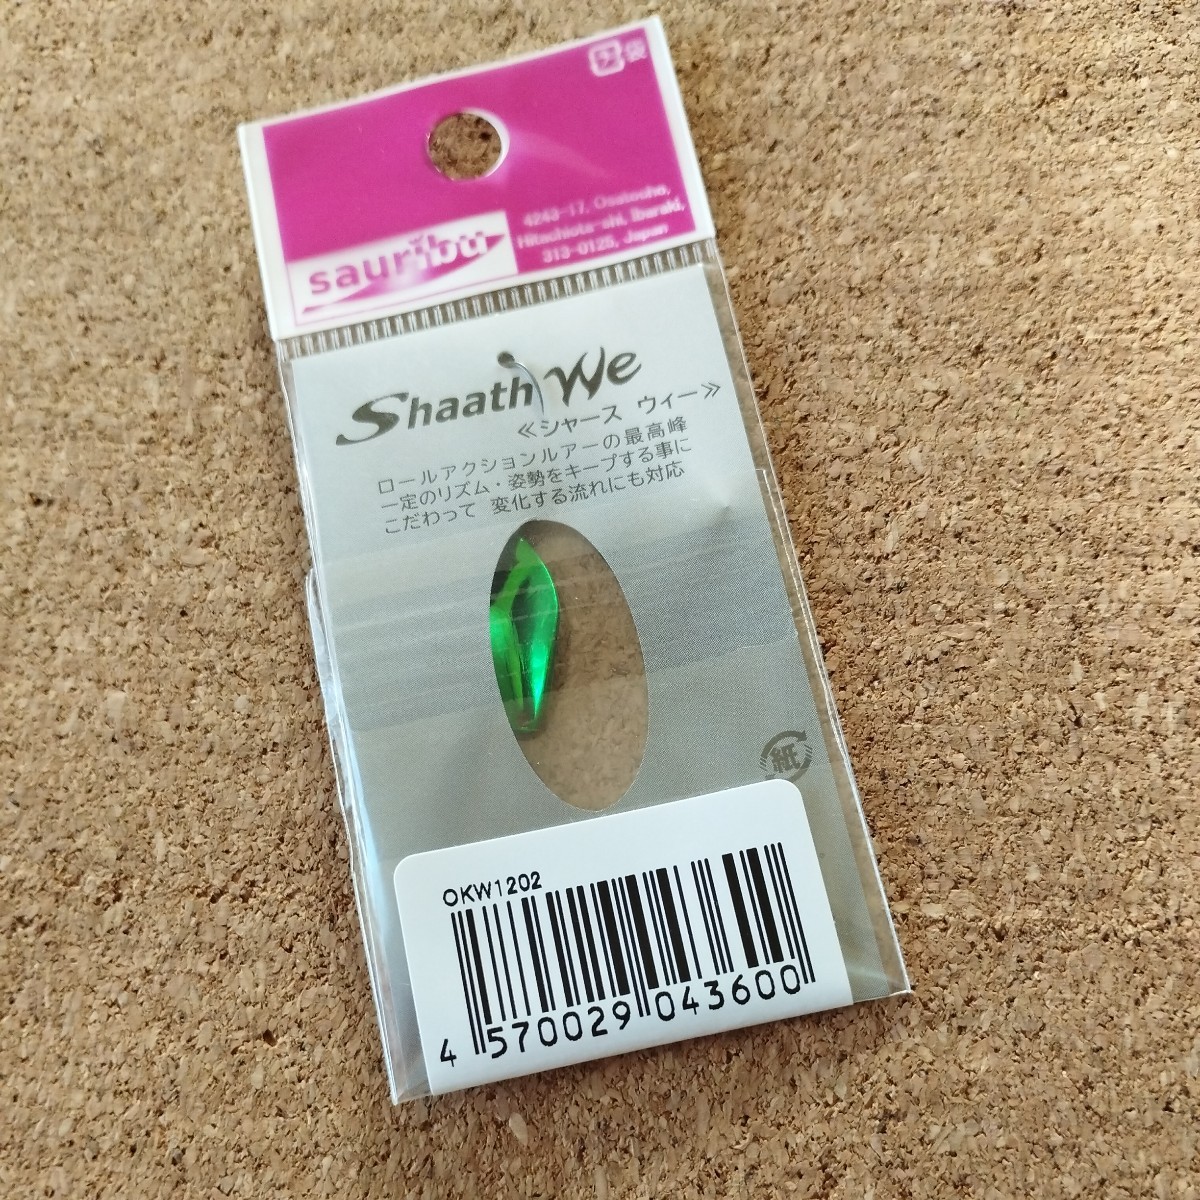 袋
sauribu
4243-17, Osatocho,
Hitachiota-shi, Ibaraki,
313-0125, Japan
Shaath We
≪シャース ウィー≫
ロールアクションルアーの最高峰
一定のリズム・姿勢をキープする事に
こだわって 変化する流れにも対応
紙
OKW1202
4 570029 043600